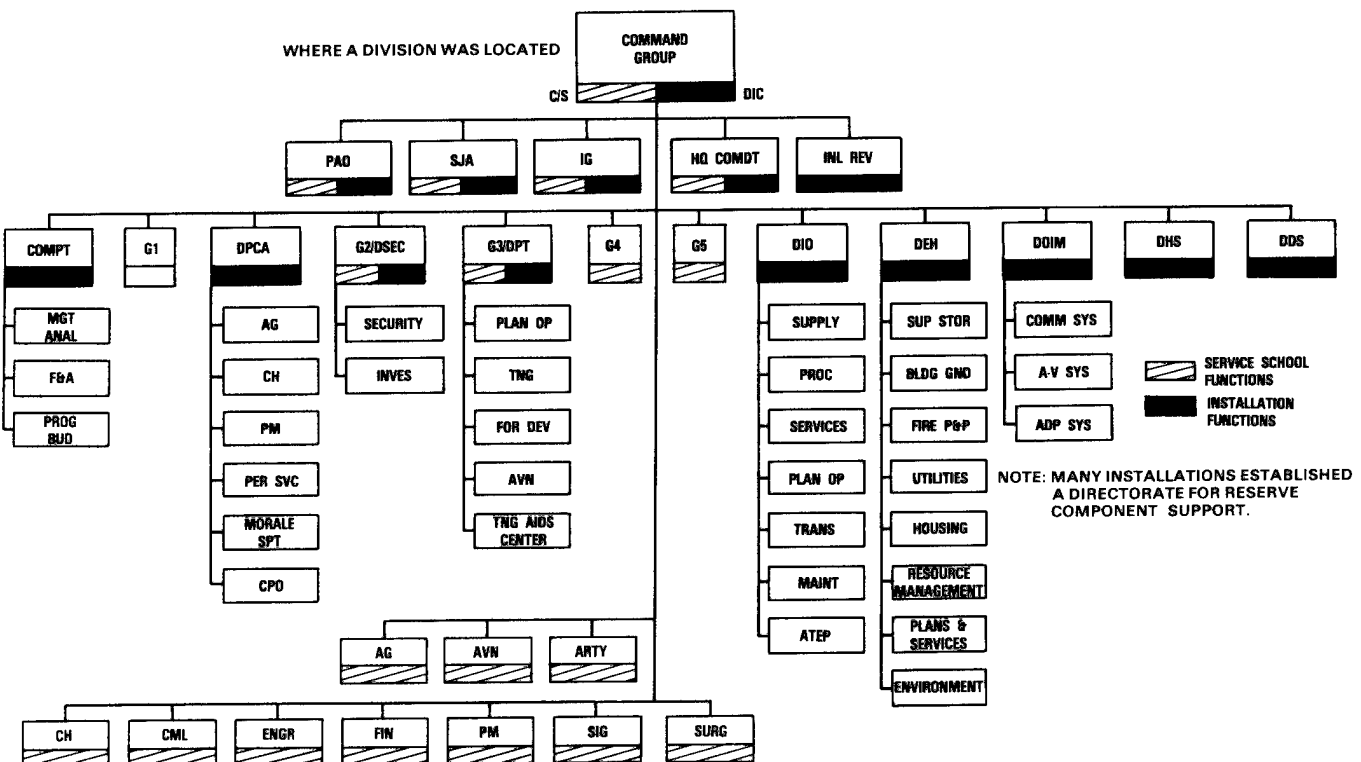 WHERE A DIVISION WAS LOCATED
COMMAND
GROUP
C/S
DIC
PAO
SJA
IG
HQ COMDT
INL REV
COMPT
G1
DPCA
G2/DSEC
G3/DPT
G4
G5
DIO
DEH
DOIM
DHS
DDS
MGT
ANAL
F&A
PROG
BUD
AG
CH
PM
PER SVC
MORALE
SPT
CPO
SECURITY
INVES
PLAN OP
TNG
FOR DEV
AVN
TNG AIDS
CENTER
SUPPLY
PROC
SERVICES
PLAN OP
TRANS
MAINT
ATEP
SUP STOR
BLDG GND
FIRE P&P
UTILITIES
HOUSING
RESOURCE
MANAGEMENT
PLANS &
SERVICES
ENVIRONMENT
COMM SYS
A-V SYS
ADP SYS
SERVICE SCHOOL
FUNCTIONS
INSTALLATION
FUNCTIONS
NOTE: MANY INSTALLATIONS ESTABLISHED
A DIRECTORATE FOR RESERVE
COMPONENT SUPPORT.
AG
AVN
ARTY
CH
CML
ENGR
FIN
PM
SIG
SURG